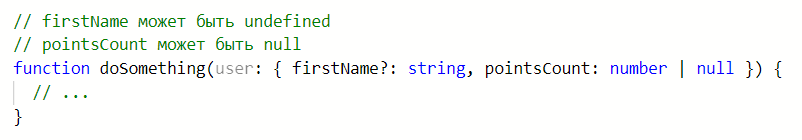 // firstName может быть undefined
// pointsCount может быть null
function doSomething(user: { firstName?: string, pointsCount: number | null }) {
  // ...
}